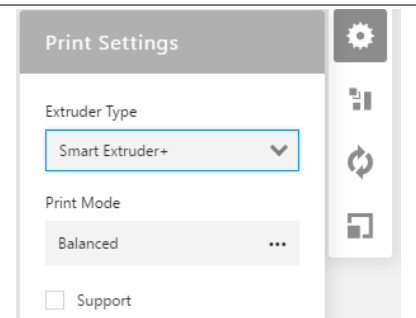 Print Settings
Extruder Type
Smart Extruder+
Print Mode
Balanced
Support